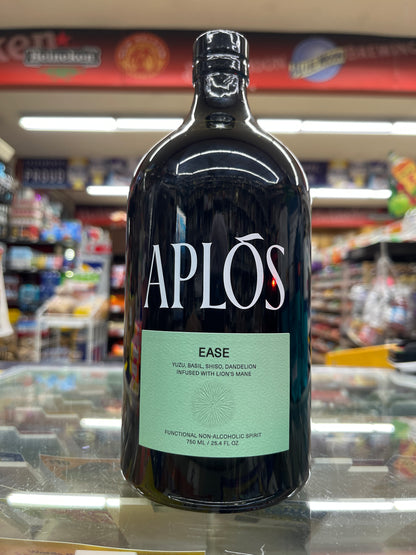 Heineken
PROUD
APLÓS
EASE
YUZU, BASIL, SHISO, DANDELION
INFUSED WITH LION'S MANE
FUNCTIONAL NON-ALCOHOLIC SPIRIT
750 ML / 25.4 FL OZ